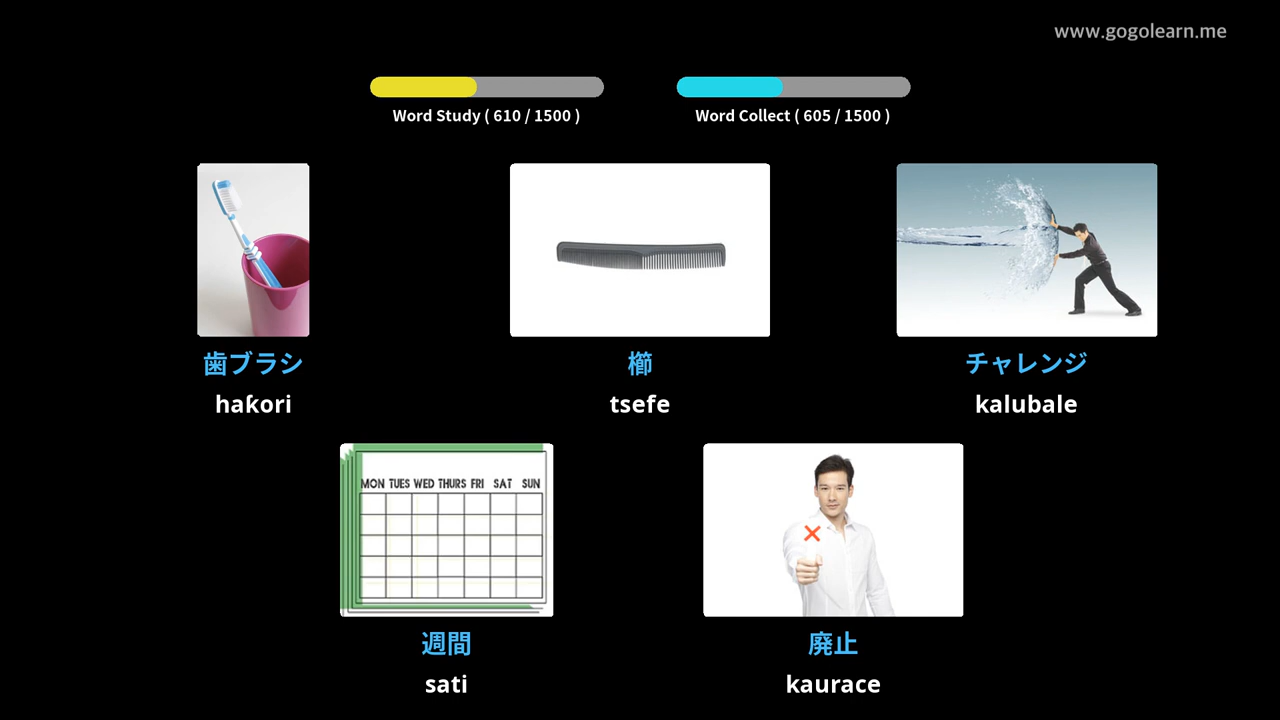 www.gogolearn.me
Word Study ( 610 / 1500 )
Word Collect ( 605 / 1500 )
歯ブラシ
haƙori
櫛
tsefe
チャレンジ
kalubale
MON TUES WED THURS FRI SAT SUN
週間
sati
廃止
kaurace